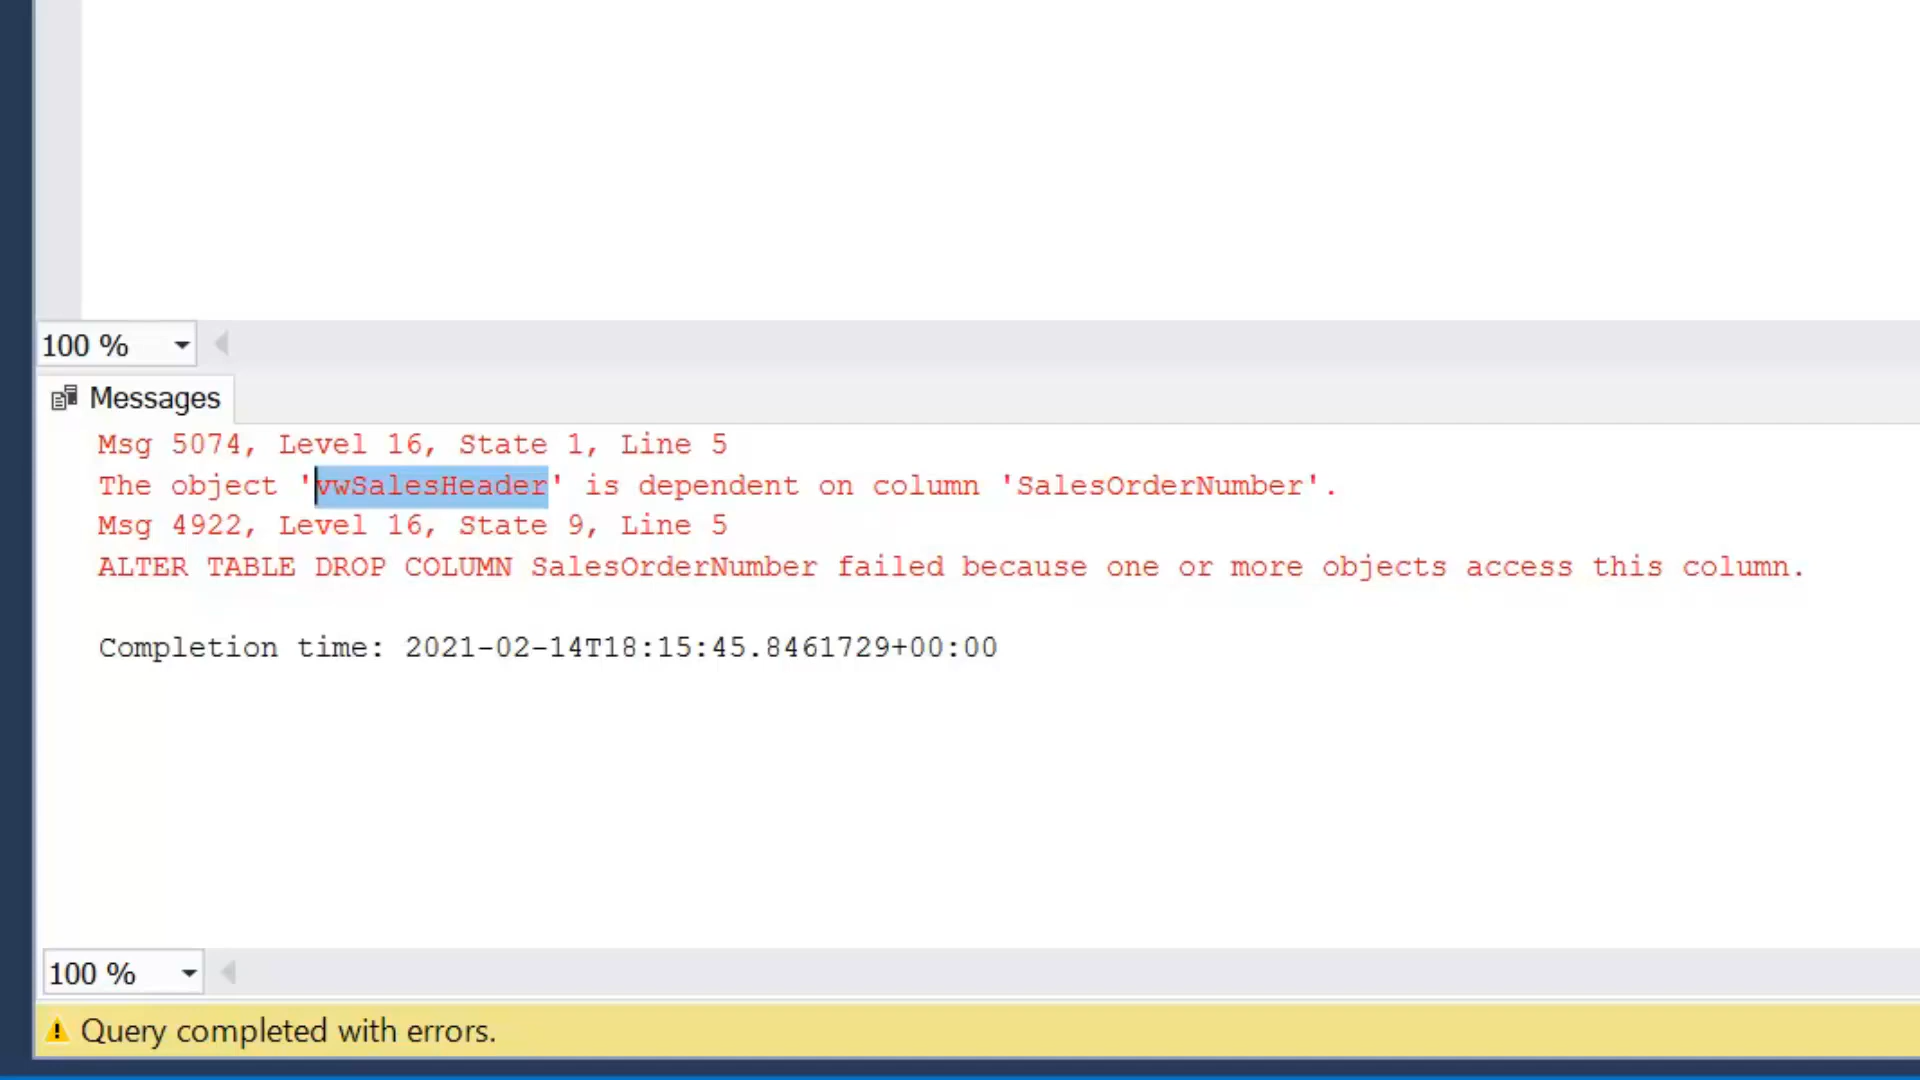 100 %
Messages
Msg 5074, Level 16, State 1, Line 5
The object 'vwSalesHeader' is dependent on column 'SalesOrderNumber'.
Msg 4922, Level 16, State 9, Line 5
ALTER TABLE DROP COLUMN SalesOrderNumber failed because one or more objects access this column.
Completion time: 2021-02-14T18:15:45.8461729+00:00
100 %
Query completed with errors.